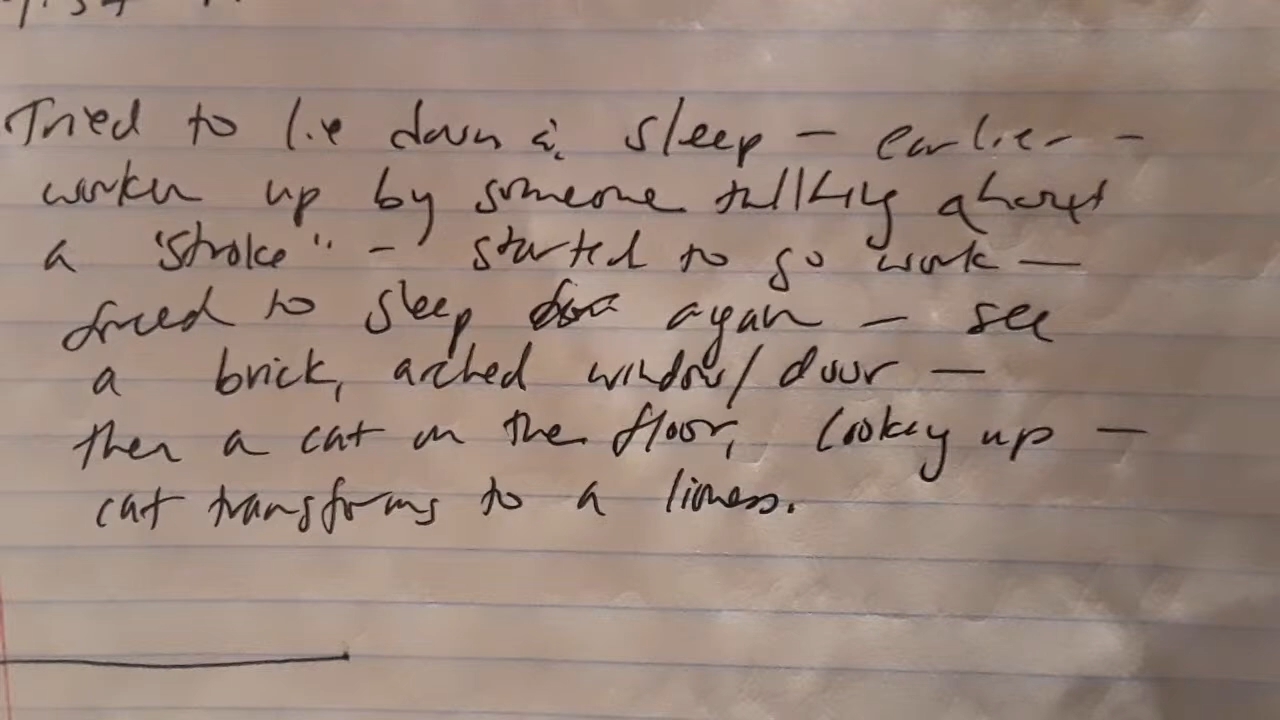 Tried to lie down & sleep - earlier -
woken up by someone talking about
a "stroke" - started to go work -
tried to sleep again - see
a brick, arched window/door -
then a cat on the floor, looking up -
cat transforms to a lioness.